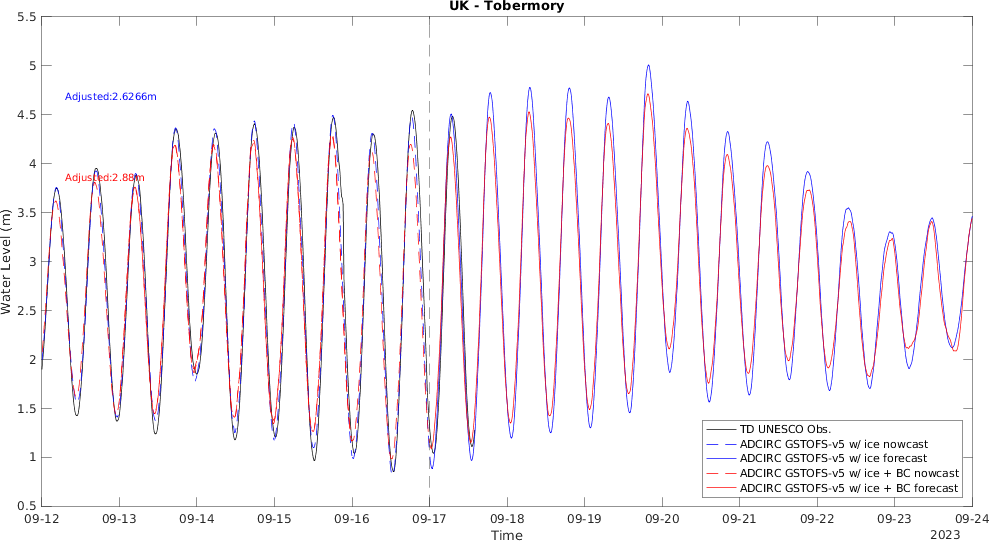 UK - Tobermory
5.5
5
4.5
4
3.5
3
2.5
2
1.5
1
0.5
Water Level (m)
Adjusted:2.6266m
Adjusted:2.88m
TD UNESCO Obs.
ADCIRC GSTOFS-v5 w/ ice nowcast
ADCIRC GSTOFS-v5 w/ ice forecast
ADCIRC GSTOFS-v5 w/ ice + BC nowcast
ADCIRC GSTOFS-v5 w/ ice + BC forecast
09-12 09-13 09-14 09-15 09-16 09-17 09-18 09-19 09-20 09-21 09-22 09-23 09-24
Time
2023